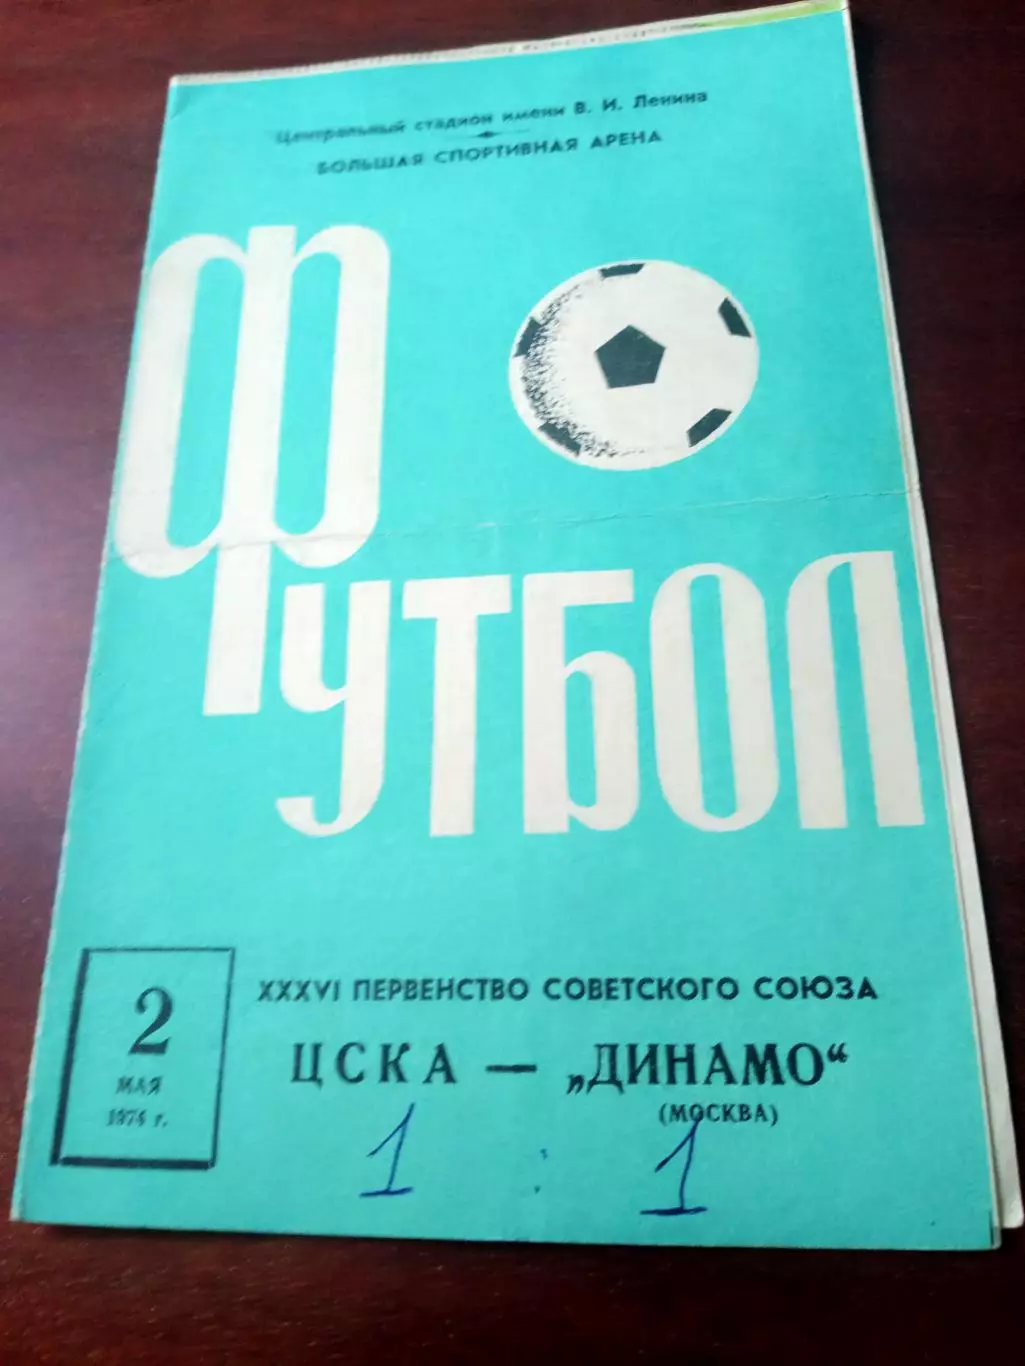 Центральный стадион имени В. И. Ленина
БОЛЬШАЯ СПОРТИВНАЯ АРЕНА
ФУТБОЛ
2
МАЯ
1974 г.
XXXVI ПЕРВЕНСТВО СОВЕТСКОГО СОЮЗА
ЦСКА — „ДИНАМО“
(МОСКВА)
1 : 1